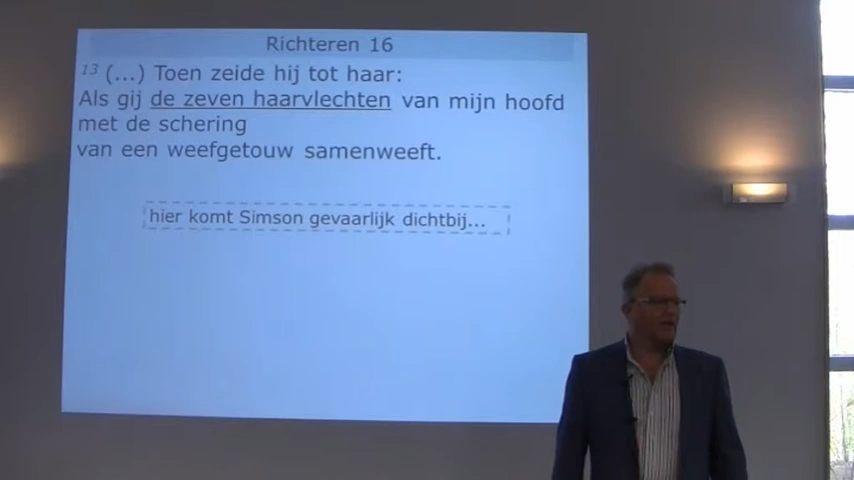 Richteren 16
13 (...) Toen zeide hij tot haar:
Als gij de zeven haarvlechten van mijn hoofd
met de schering
van een weefgetouw samenweeft.
hier komt Simson gevaarlijk dichtbij...